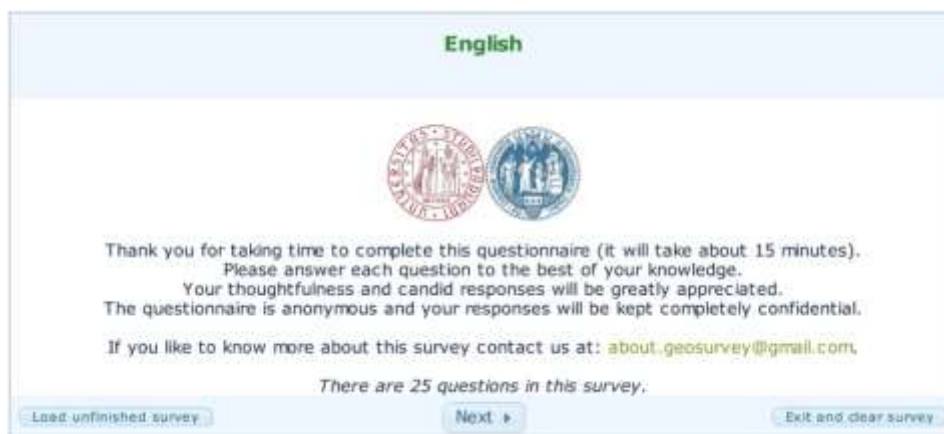 English
UNIVERSITAS STUDII PADUANI
Thank you for taking time to complete this questionnaire (it will take about 15 minutes).
Please answer each question to the best of your knowledge.
Your thoughtfulness and candid responses will be greatly appreciated.
The questionnaire is anonymous and your responses will be kept completely confidential.
If you like to know more about this survey contact us at: about.geosurvey@gmail.com.
There are 25 questions in this survey.
Load unfinished survey
Next
Exit and clear survey